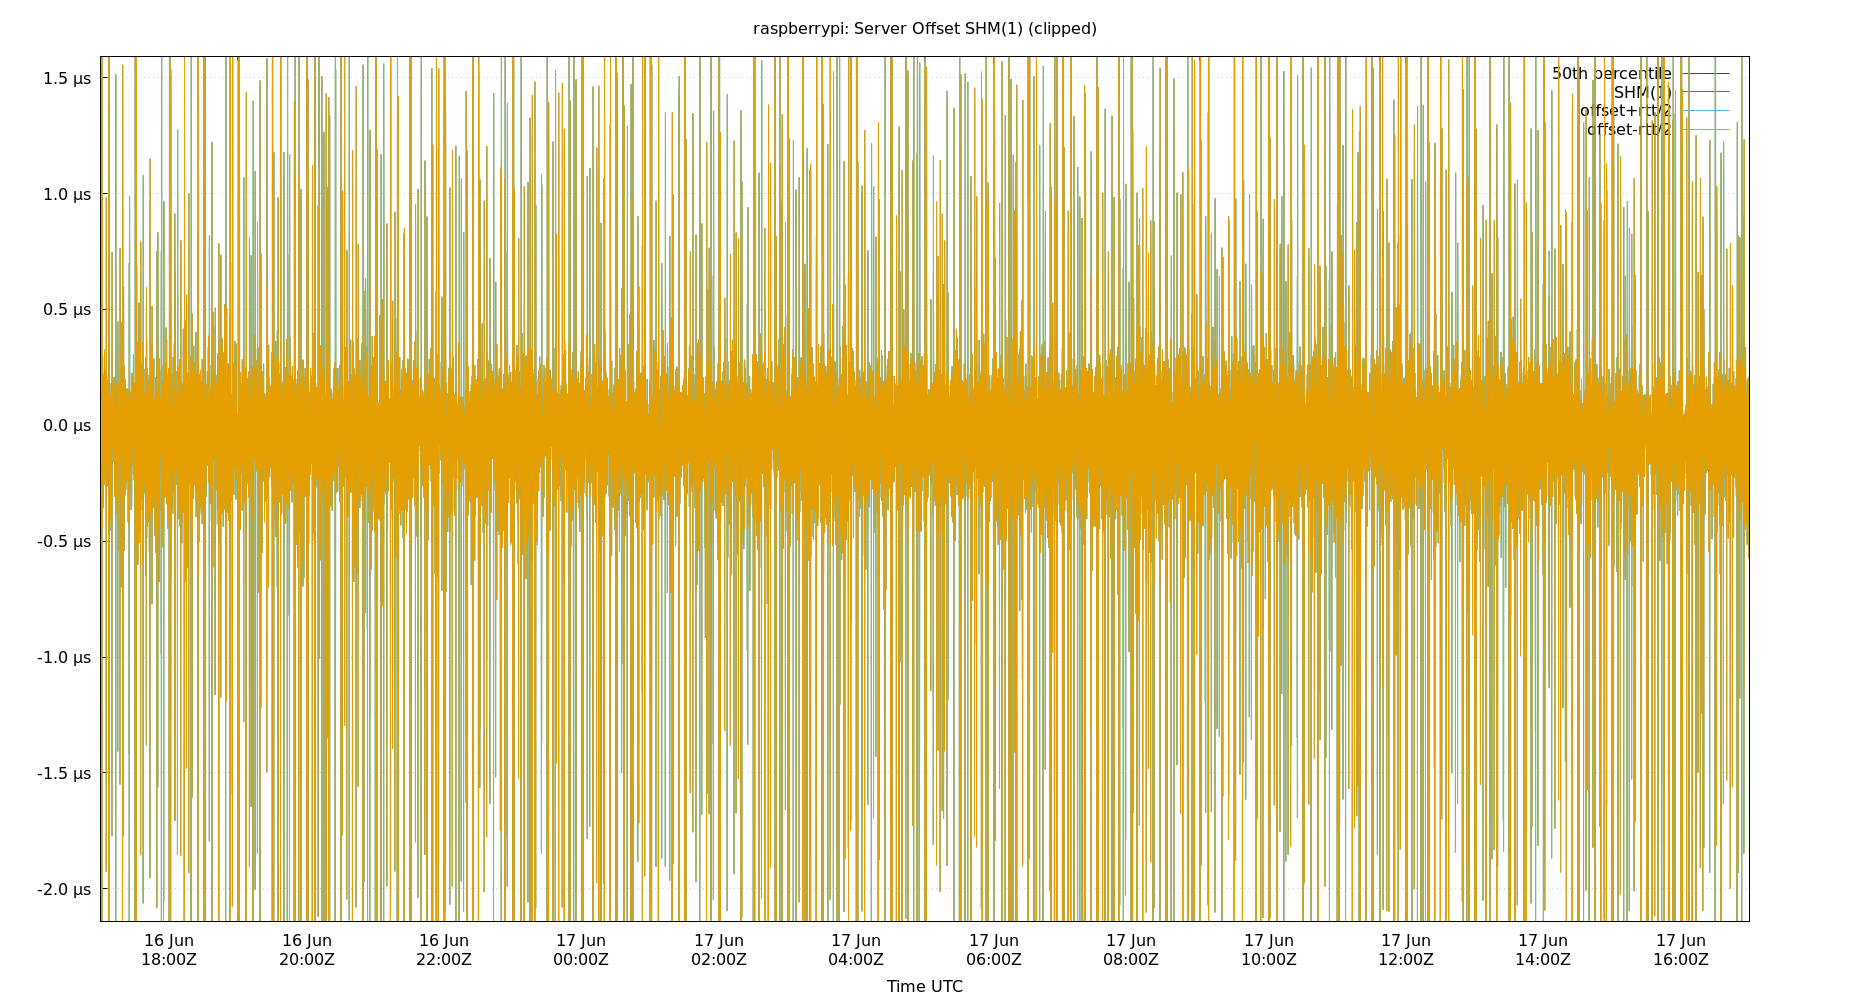 raspberrypi: Server Offset SHM(1) (clipped)
1.5 µs
1.0 µs
0.5 µs
0.0 µs
-0.5 µs
-1.0 µs
-1.5 µs
-2.0 µs
50th percentile
SHM(1)
offset+rtt/2
offset-rtt/2
16 Jun 16 Jun 16 Jun 17 Jun 17 Jun 17 Jun 17 Jun 17 Jun 17 Jun 17 Jun 17 Jun 17 Jun
18:00Z 20:00Z 22:00Z 00:00Z 02:00Z 04:00Z 06:00Z 08:00Z 10:00Z 12:00Z 14:00Z 16:00Z
Time UTC